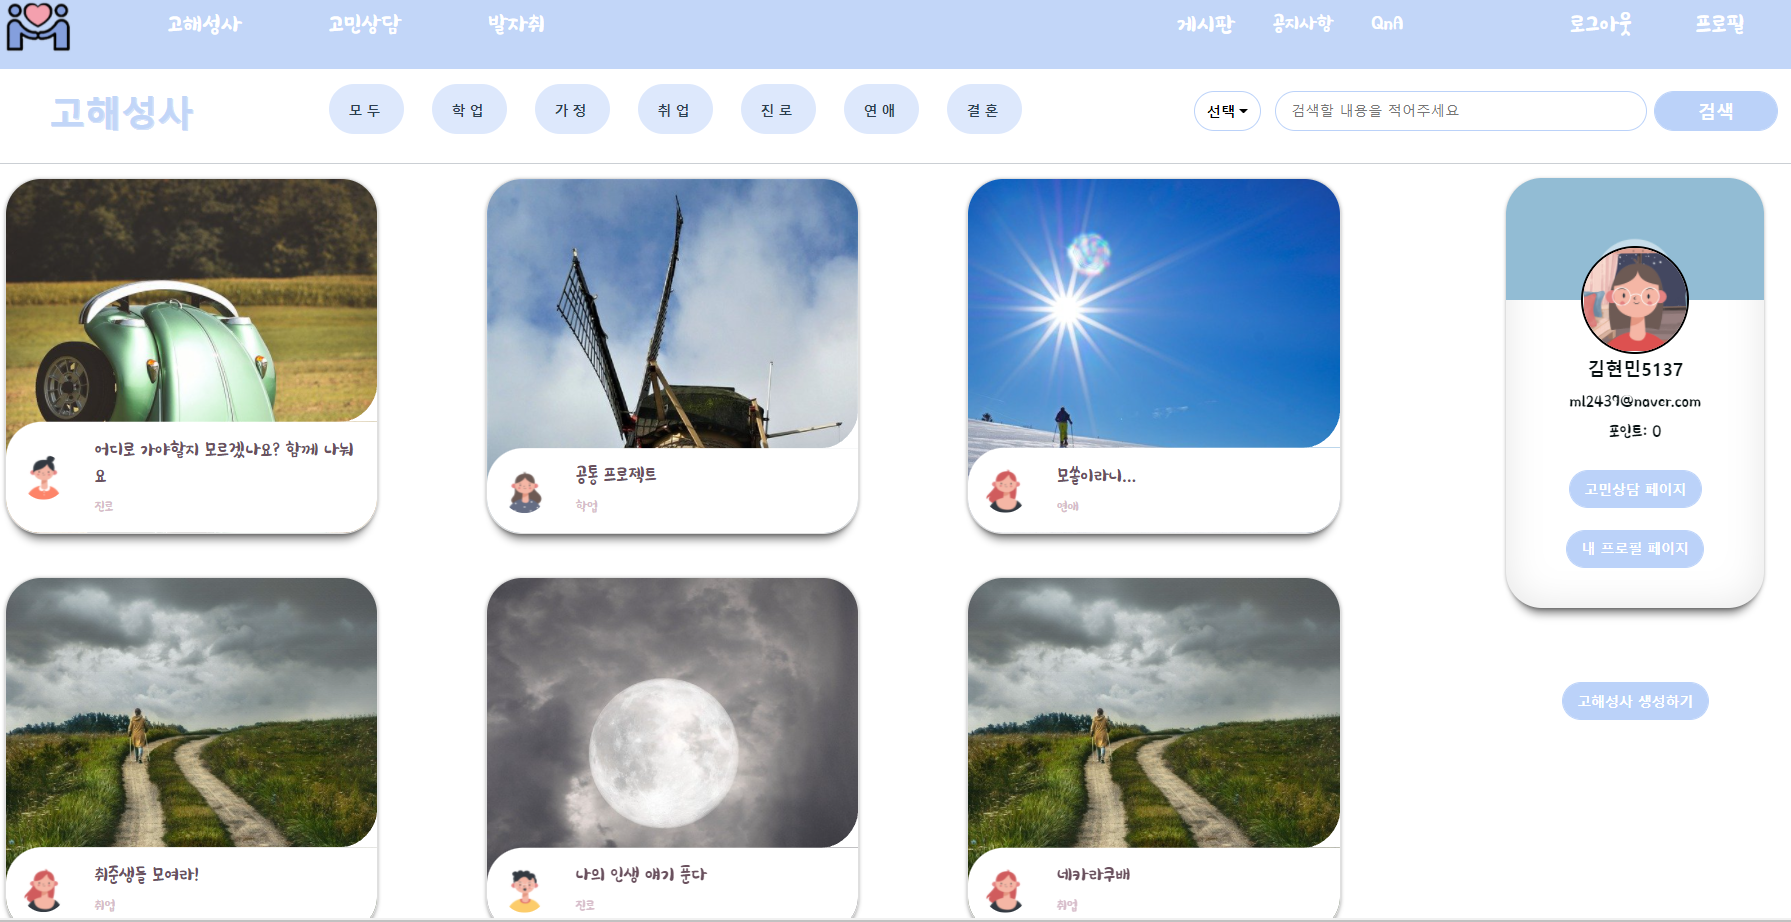 고해성사 고민상담 발자취 게시판 공지사항 QnA 로그아웃 프로필
고해성사 모두 학업 가정 취업 진로 연애 결혼 선택 검색할 내용을 적어주세요 검색
어디로 가야할지 모르겠나요? 함께 나눠
요
진로
공통 프로젝트
학업
모쏠이라니...
연애
김현민5137
ml2437@naver.com
포인트: 0
고민상담 페이지
내 프로필 페이지
고해성사 생성하기
취준생들 모여라!
취업
나의 인생 얘기 푼다
진로
네카라쿠배
취업